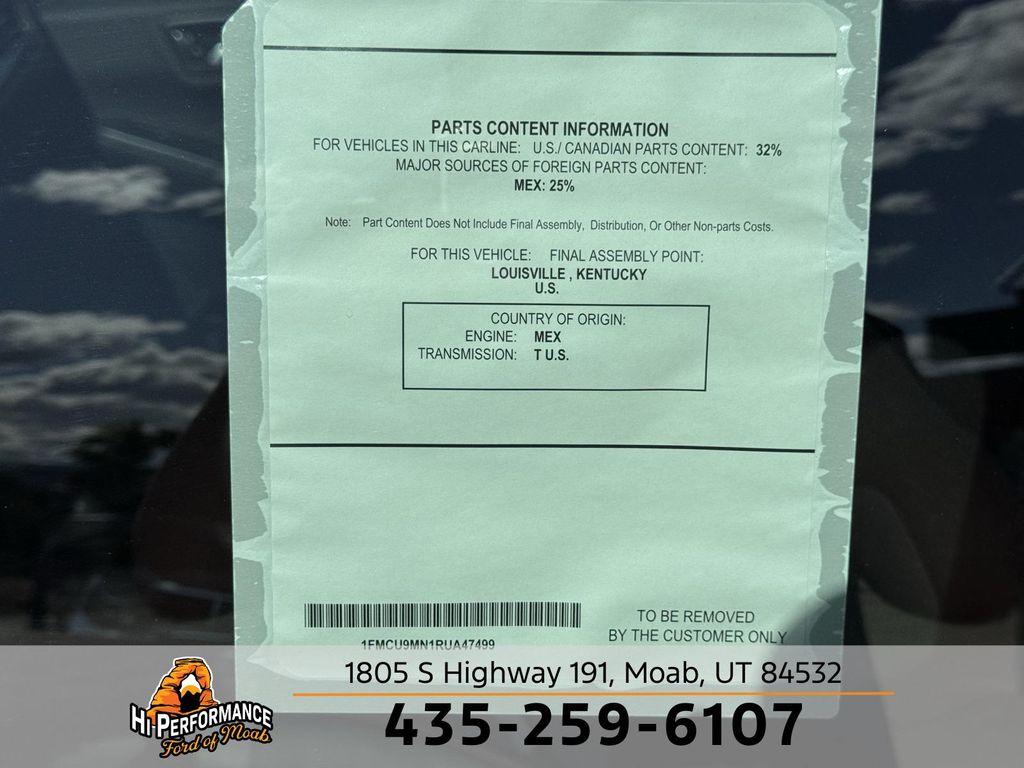 PARTS CONTENT INFORMATION
FOR VEHICLES IN THIS CARLINE: U.S./ CANADIAN PARTS CONTENT: 32%
MAJOR SOURCES OF FOREIGN PARTS CONTENT:
MEX: 25%
Note: Part Content Does Not Include Final Assembly, Distribution, Or Other Non-parts Costs.
FOR THIS VEHICLE: FINAL ASSEMBLY POINT:
LOUISVILLE , KENTUCKY
U.S.
COUNTRY OF ORIGIN:
ENGINE: MEX
TRANSMISSION: T U.S.
1FMCU9MN1RUA47499
TO BE REMOVED
BY THE CUSTOMER ONLY
1805 S Highway 191, Moab, UT 84532
435-259-6107
Hi PERFORMANCE
Ford of Moab